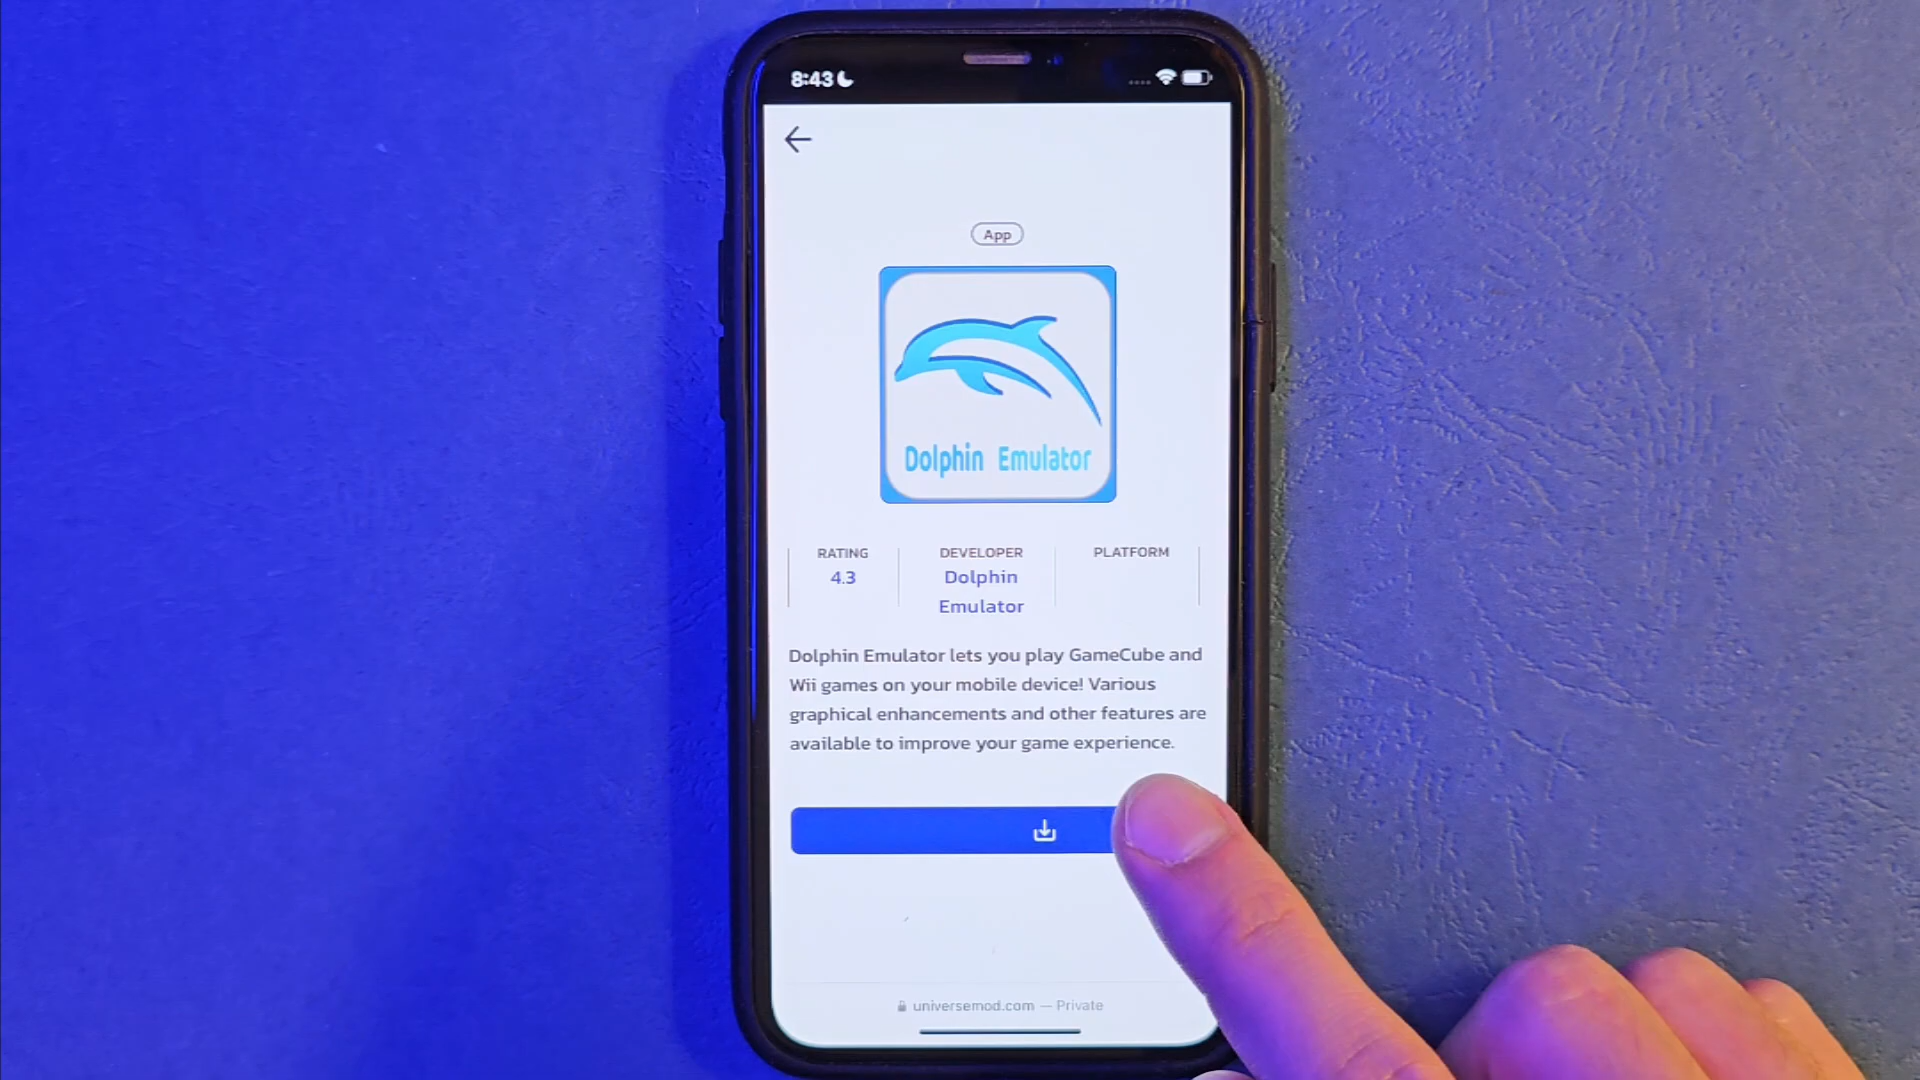 8:43
App
Dolphin Emulator
RATING
4.3
DEVELOPER
Dolphin
Emulator
PLATFORM
Dolphin Emulator lets you play GameCube and
Wii games on your mobile device! Various
graphical enhancements and other features are
available to improve your game experience.
universemod.com — Private